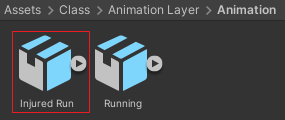 Assets > Class > Animation Layer > Animation
Injured Run Running